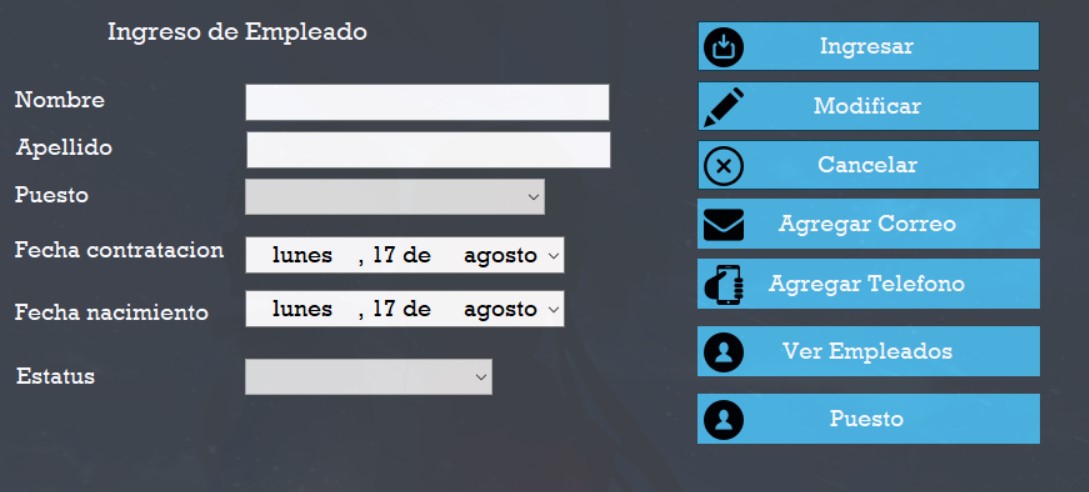 Ingreso de Empleado
Nombre
Apellido
Puesto
Fecha contratacion lunes , 17 de agosto
Fecha nacimiento lunes , 17 de agosto
Estatus
Ingresar
Modificar
Cancelar
Agregar Correo
Agregar Telefono
Ver Empleados
Puesto